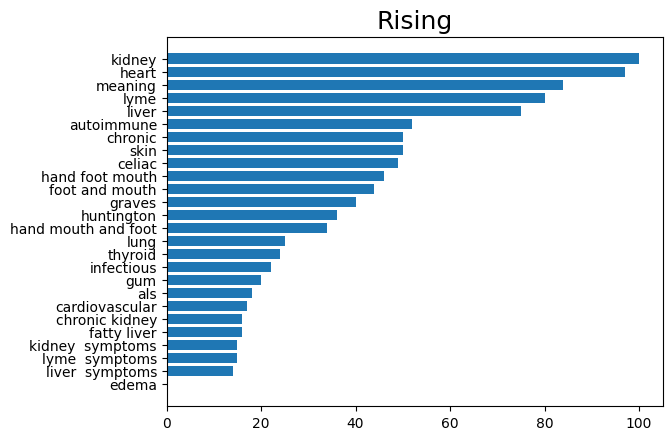 Rising
kidney
heart
meaning
lyme
liver
autoimmune
chronic
skin
celiac
hand foot mouth
foot and mouth
graves
huntington
hand mouth and foot
lung
thyroid
infectious
gum
als
cardiovascular
chronic kidney
fatty liver
kidney  symptoms
lyme  symptoms
liver  symptoms
edema
0 20 40 60 80 100